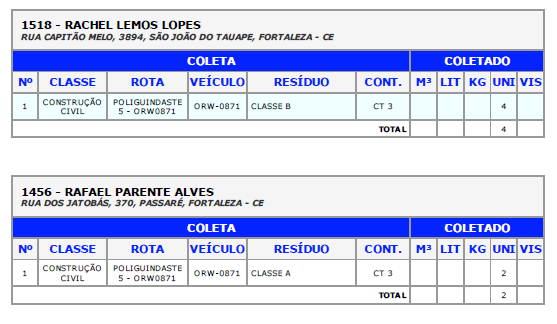 1518 - RACHEL LEMOS LOPES
RUA CAPITÃO MELO, 3894, SÃO JOÃO DO TAUAPE, FORTALEZA - CE
COLETA COLETADO
Nº CLASSE ROTA VEÍCULO RESÍDUO CONT. M³ LIT KG UNI VIS
1 CONSTRUÇÃO CIVIL POLIGUINDASTE 5 - ORW0871 ORW-0871 CLASSE B CT 3 4
TOTAL 4
1456 - RAFAEL PARENTE ALVES
RUA DOS JATOBÁS, 370, PASSARÉ, FORTALEZA - CE
COLETA COLETADO
Nº CLASSE ROTA VEÍCULO RESÍDUO CONT. M³ LIT KG UNI VIS
1 CONSTRUÇÃO CIVIL POLIGUINDASTE 5 - ORW0871 ORW-0871 CLASSE A CT 3 2
TOTAL 2